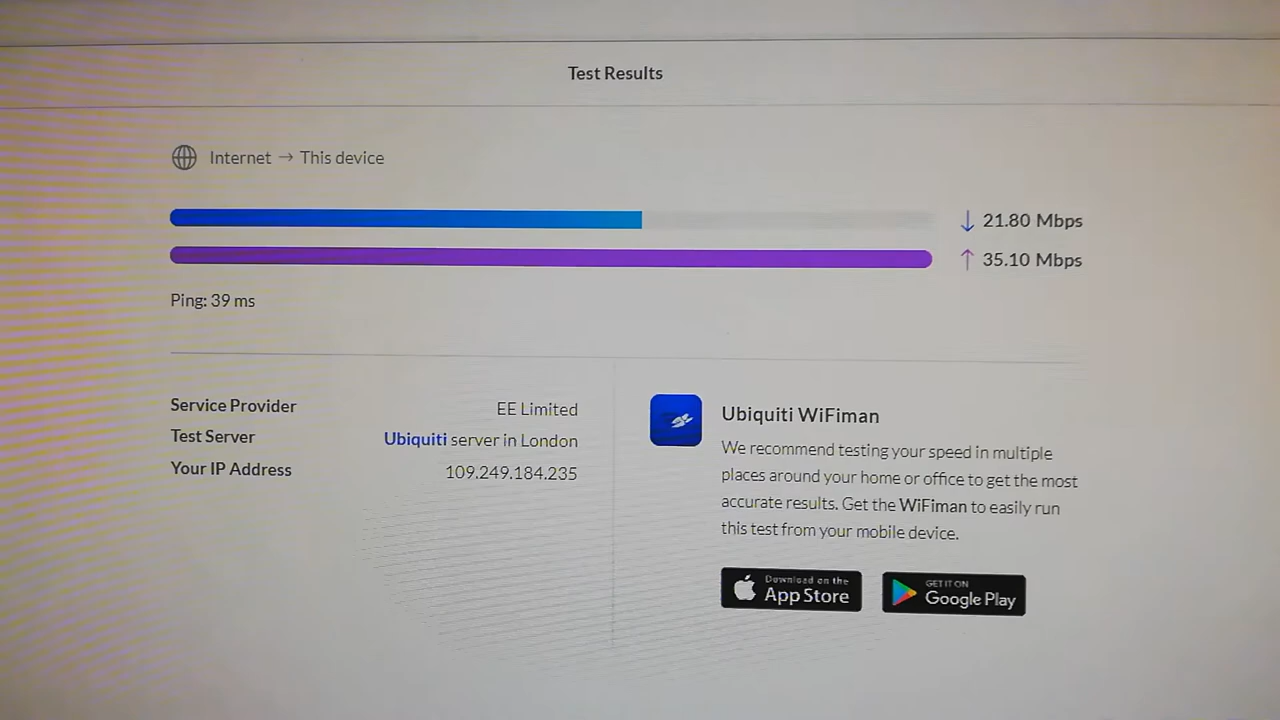 Test Results
Internet → This device
↓ 21.80 Mbps
↑ 35.10 Mbps
Ping: 39 ms
Service Provider EE Limited
Test Server Ubiquiti server in London
Your IP Address 109.249.184.235
Ubiquiti WiFiman
We recommend testing your speed in multiple
places around your home or office to get the most
accurate results. Get the WiFiman to easily run
this test from your mobile device.
Download on the
App Store
GET IT ON
Google Play